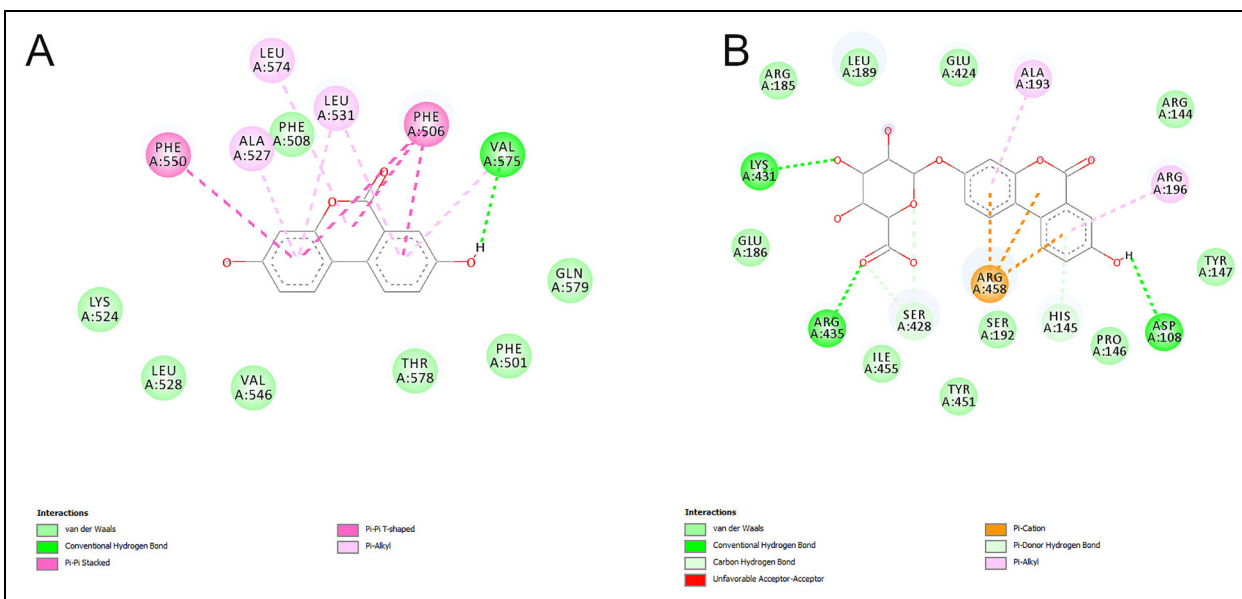 A
LEU
A:574
LEU
A:531
PHE
A:508
PHE
A:506
PHE
A:550
ALA
A:527
VAL
A:575
O
O
O
O
H
GLN
A:579
LYS
A:524
LEU
A:528
VAL
A:546
THR
A:578
PHE
A:501
Interactions
van der Waals
Conventional Hydrogen Bond
Pi-Pi Stacked
Pi-Pi T-shaped
Pi-Alkyl
B
ARG
A:185
LEU
A:189
GLU
A:424
ALA
A:193
ARG
A:144
LYS
A:431
ARG
A:196
O
O
O
O
O
O
O
O
O
O
H
GLU
A:186
TYR
A:147
ARG
A:458
ARG
A:435
SER
A:428
SER
A:192
HIS
A:145
PRO
A:146
ASP
A:108
ILE
A:455
TYR
A:451
Interactions
van der Waals
Conventional Hydrogen Bond
Carbon Hydrogen Bond
Unfavorable Acceptor-Acceptor
Pi-Cation
Pi-Donor Hydrogen Bond
Pi-Alkyl